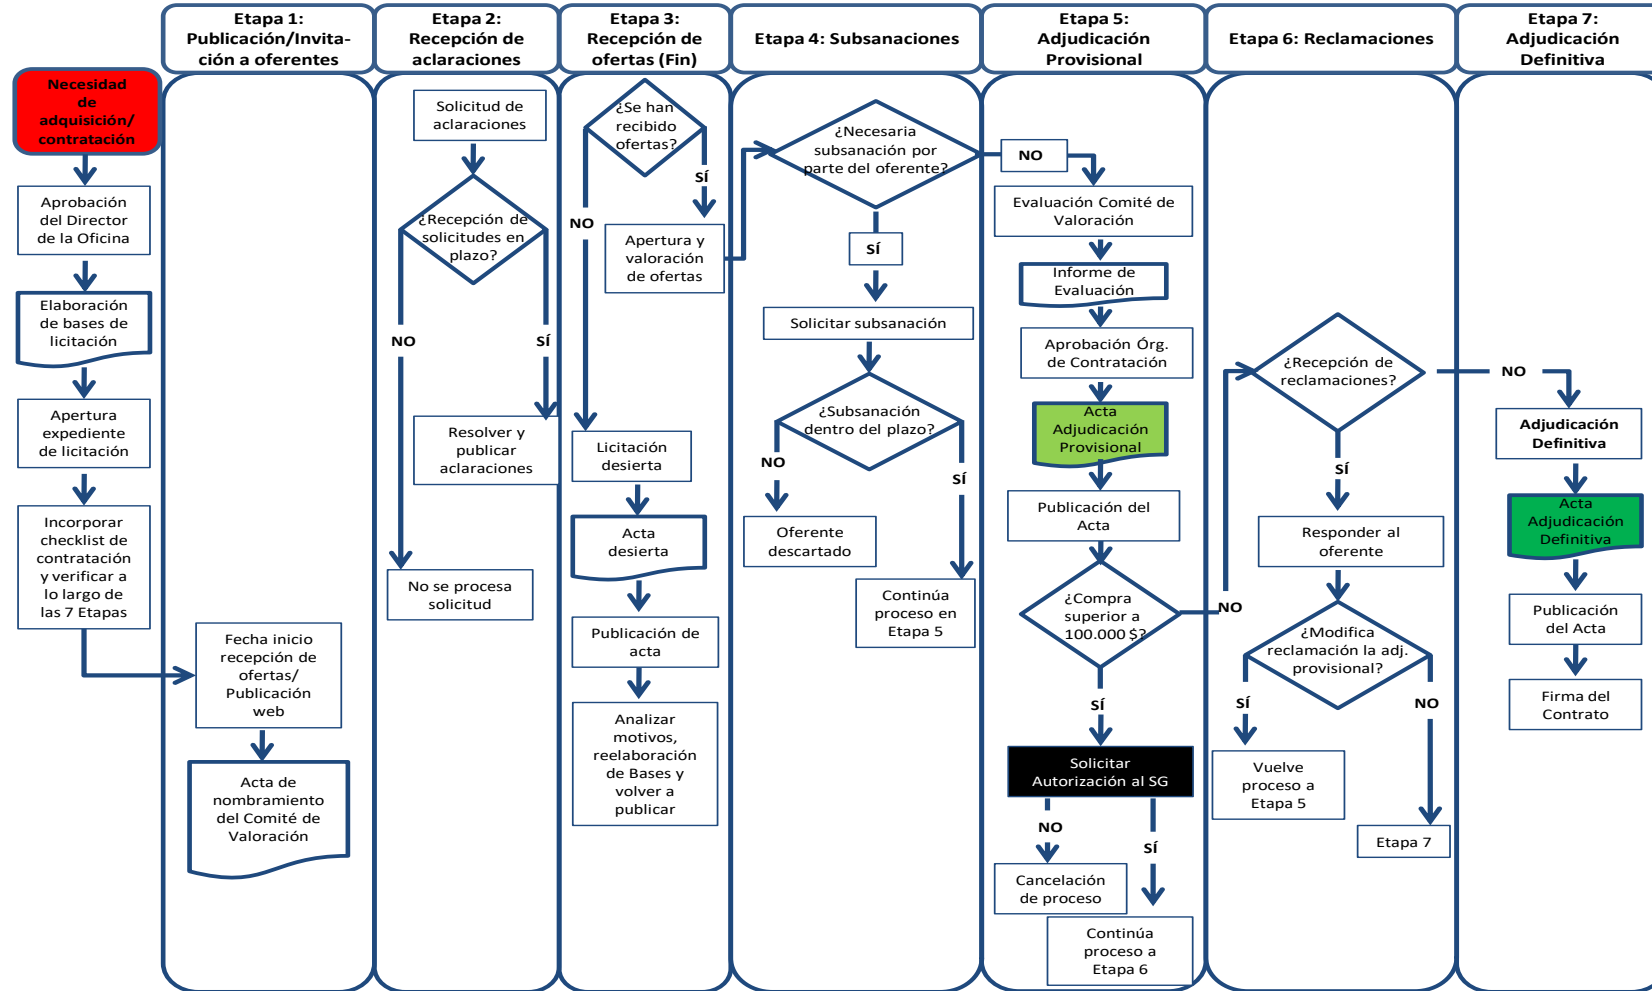 Etapa 1:
Publicación/Invita-
ción a oferentes
Etapa 2:
Recepción de
aclaraciones
Etapa 3:
Recepción de
ofertas (Fin)
Etapa 4: Subsanaciones
Etapa 5:
Adjudicación
Provisional
Etapa 6: Reclamaciones
Etapa 7:
Adjudicación
Definitiva
Necesidad
de
adquisición/
contratación
Aprobación
del Director
de la Oficina
Elaboración
de bases de
licitación
Apertura
expediente
de licitación
Incorporar
checklist de
contratación
y verificar a
lo largo de
las 7 Etapas
Fecha inicio
recepción de
ofertas/
Publicación
web
Acta de
nombramiento
del Comité de
Valoración
Solicitud de
aclaraciones
¿Recepción de
solicitudes en
plazo?
NO
SÍ
Resolver y
publicar
aclaraciones
No se procesa
solicitud
¿Se han
recibido
ofertas?
SÍ
NO
Apertura y
valoración
de ofertas
Licitación
desierta
Acta
desierta
Publicación de
acta
Analizar
motivos,
reelaboración
de Bases y
volver a
publicar
¿Necesaria
subsanación por
parte del oferente?
SÍ
Solicitar subsanación
¿Subsanación
dentro del plazo?
NO
SÍ
Oferente
descartado
Continúa
proceso en
Etapa 5
NO
Evaluación Comité de
Valoración
Informe de
Evaluación
Aprobación Órg.
de Contratación
Acta
Adjudicación
Provisional
Publicación del
Acta
¿Compra
superior a
100.000 $?
NO
SÍ
Solicitar
Autorización al SG
NO
SÍ
Cancelación
de proceso
Continúa
proceso a
Etapa 6
¿Recepción de
reclamaciones?
NO
SÍ
Responder al
oferente
¿Modifica
reclamación la adj.
provisional?
SÍ
NO
Vuelve
proceso a
Etapa 5
Etapa 7
Adjudicación
Definitiva
Acta
Adjudicación
Definitiva
Publicación
del Acta
Firma del
Contrato